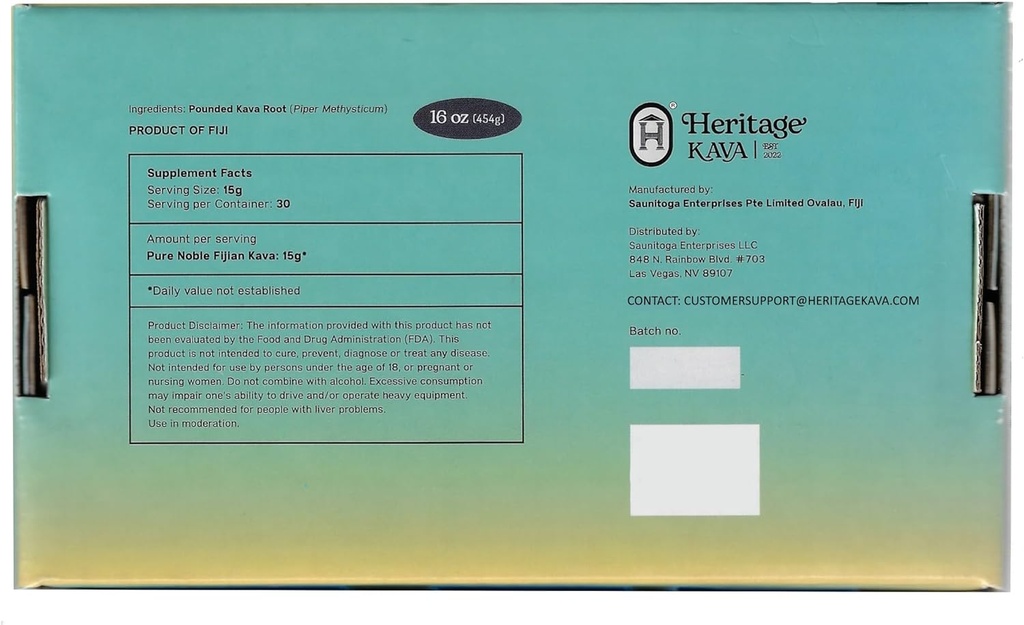 Ingredients: Pounded Kava Root (Piper Methysticum)
PRODUCT OF FIJI
16 oz (454g)
Supplement Facts
Serving Size: 15g
Serving per Container: 30
Amount per serving
Pure Noble Fijian Kava: 15g*
*Daily value not established
Product Disclaimer: The information provided with this product has not
been evaluated by the Food and Drug Administration (FDA). This
product is not intended to cure, prevent, diagnose or treat any disease.
Not intended for use by persons under the age of 18, or pregnant or
nursing women. Do not combine with alcohol. Excessive consumption
may impair one's ability to drive and/or operate heavy equipment.
Not recommended for people with liver problems.
Use in moderation.
H ®
Heritage
KAVA | EST
2022
Manufactured by:
Saunitoga Enterprises Pte Limited Ovalau, Fiji
Distributed by:
Saunitoga Enterprises LLC
848 N. Rainbow Blvd. #703
Las Vegas, NV 89107
CONTACT: CUSTOMERSUPPORT@HERITAGEKAVA.COM
Batch no.